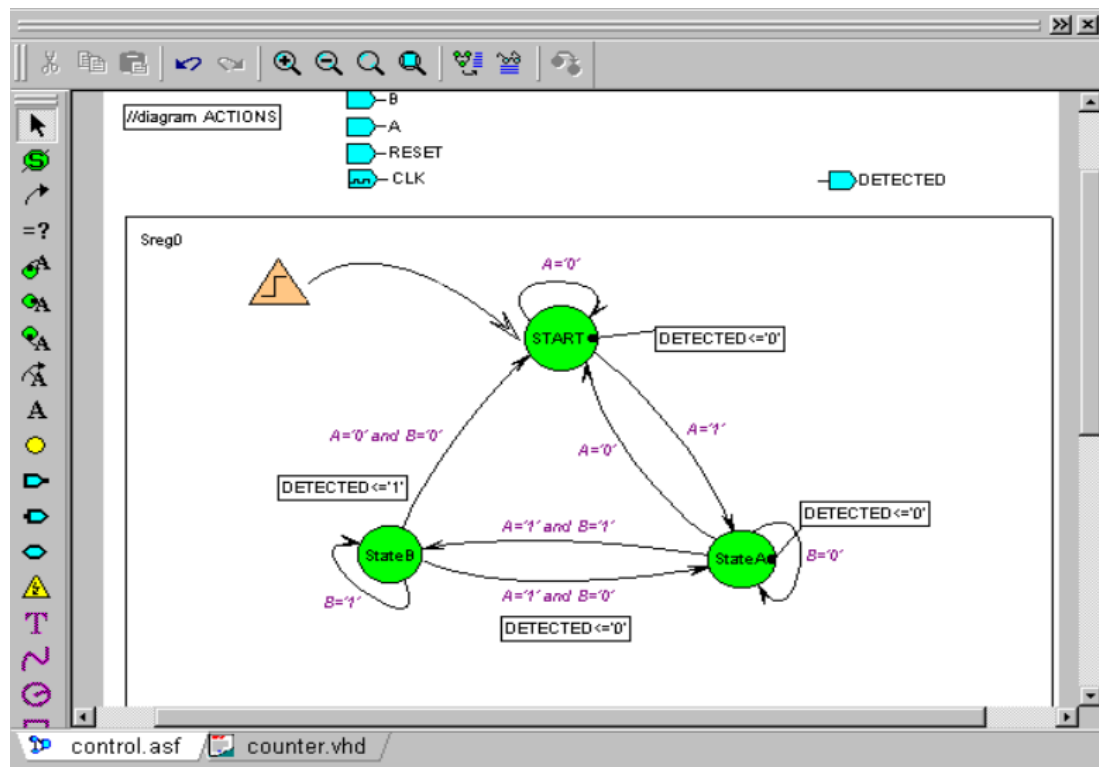 B
//diagram ACTIONS
A
RESET
CLK
DETECTED
=?
A
A
A
A
A
T
Sreg0
A='0'
START
DETECTED<='0'
A='0' and B='0'
A='1'
A='0'
DETECTED<='1'
DETECTED<='0'
A='1' and B='1'
StateB
StateA
B='0'
B='1'
A='1' and B='0'
DETECTED<='0'
control.asf
counter.vhd